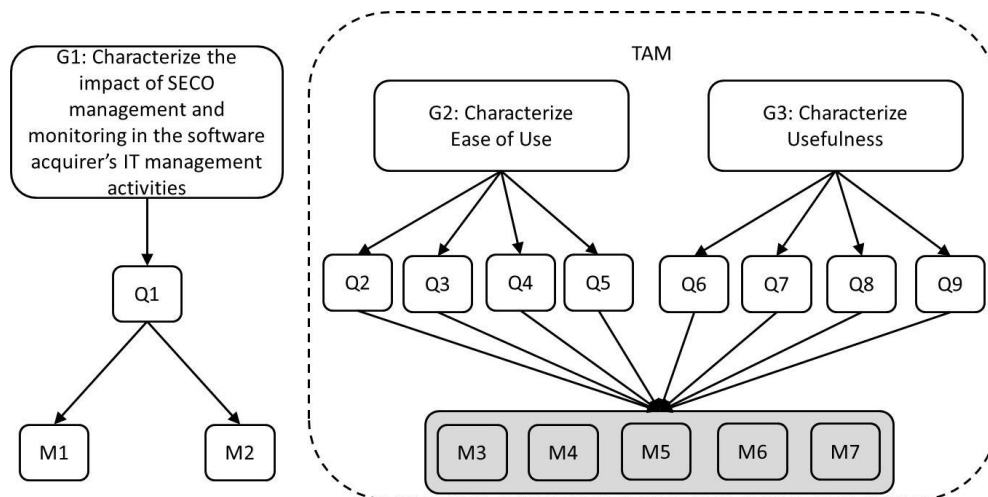 G1: Characterize the
impact of SECO
management and
monitoring in the software
acquirer's IT management
activities
Q1
M1
M2
TAM
G2: Characterize
Ease of Use
G3: Characterize
Usefulness
Q2
Q3
Q4
Q5
Q6
Q7
Q8
Q9
M3
M4
M5
M6
M7